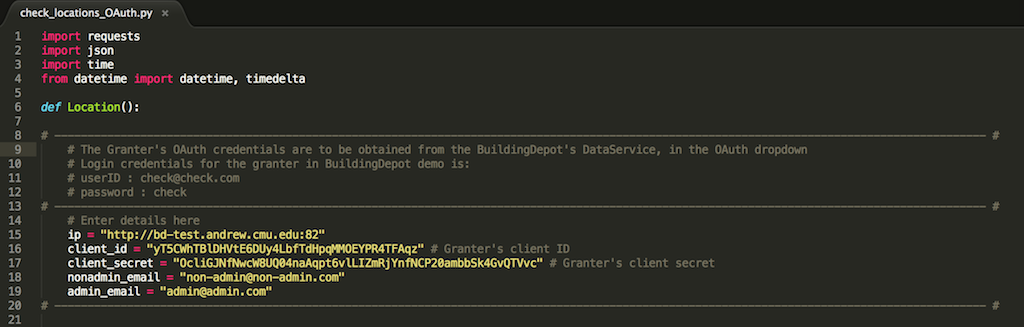 check_locations_OAuth.py ×
1 import requests
2 import json
3 import time
4 from datetime import datetime, timedelta
5
6 def Location():
7
8 # ———————————————————————————————— #
9 # The Granter's OAuth credentials are to be obtained from the BuildingDepot's DataService, in the OAuth dropdown
10 # Login credentials for the granter in BuildingDepot demo is:
11 # userID : check@check.com
12 # password : check
13 # ———————————————————————————————— #
14 # Enter details here
15 ip = "http://bd-test.andrew.cmu.edu:82"
16 client_id = "yT5CWhTBlDHVtE6DUy4LbfTdHpqMMOEYPR4TFAqz" # Granter's client ID
17 client_secret = "OcliGJNfNwcW8UQ04naAqpt6vlLIZmRjYnfNCP20ambbSk4GvQTVvc" # Granter's client secret
18 nonadmin_email = "non-admin@non-admin.com"
19 admin_email = "admin@admin.com"
20 # ———————————————————————————————— #
21